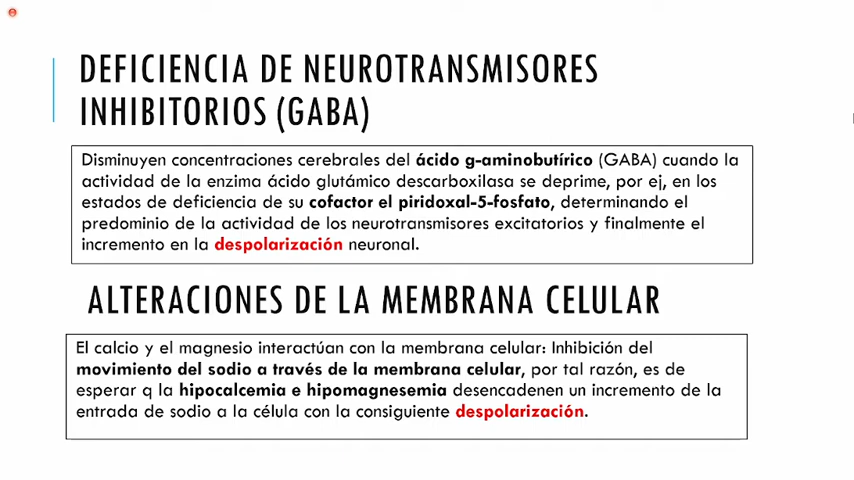 DEFICIENCIA DE NEUROTRANSMISORES
INHIBITORIOS (GABA)
Disminuyen concentraciones cerebrales del ácido g-aminobutírico (GABA) cuando la
actividad de la enzima ácido glutámico descarboxilasa se deprime, por ej, en los
estados de deficiencia de su cofactor el piridoxal-5-fosfato, determinando el
predominio de la actividad de los neurotransmisores excitatorios y finalmente el
incremento en la despolarización neuronal.
ALTERACIONES DE LA MEMBRANA CELULAR
El calcio y el magnesio interactúan con la membrana celular: Inhibición del
movimiento del sodio a través de la membrana celular, por tal razón, es de
esperar q la hipocalcemia e hipomagnesemia desencadenen un incremento de la
entrada de sodio a la célula con la consiguiente despolarización.